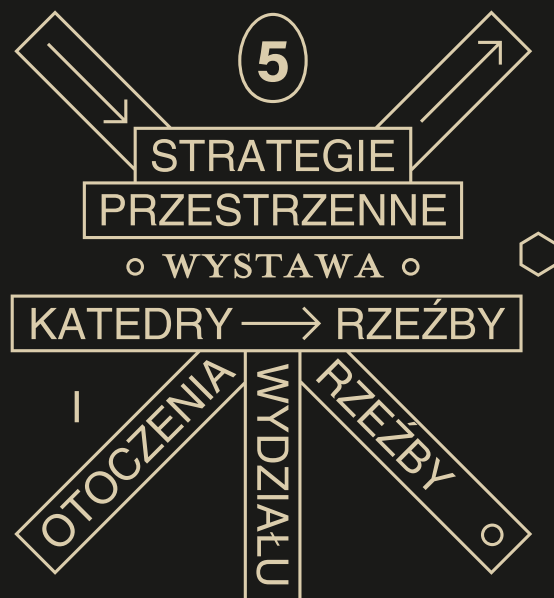 5
STRATEGIE
PRZESTRZENNE
WYSTAWA
KATEDRY → RZEŹBY
I
OTOCZENIA
WYDZIAŁU
RZEŹBY